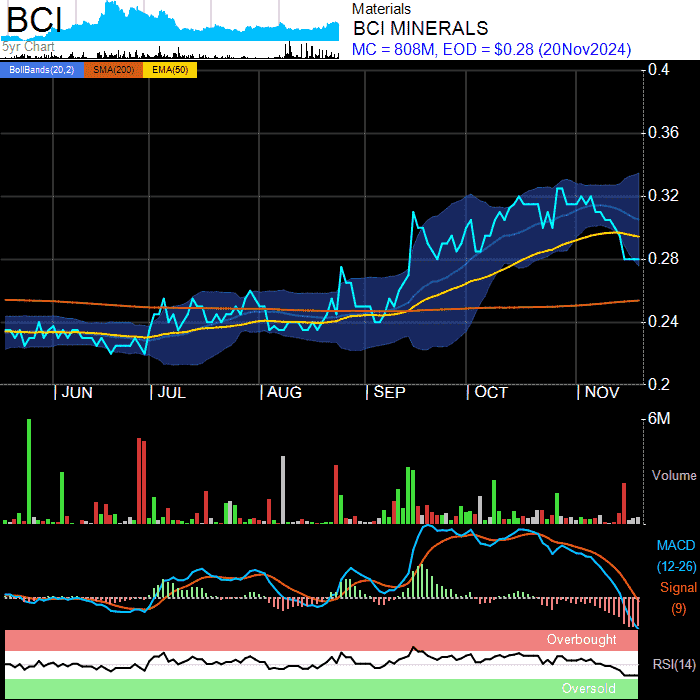 BCI
5yr Chart
Materials
BCI MINERALS
MC = 808M, EOD = $0.28 (20Nov2024)
BollBands(20,2) SMA(200) EMA(50)
0.4
0.36
0.32
0.28
0.24
0.2
JUN JUL AUG SEP OCT NOV
6M
Volume
MACD
(12-26)
Signal
(9)
Overbought
RSI(14)
Oversold